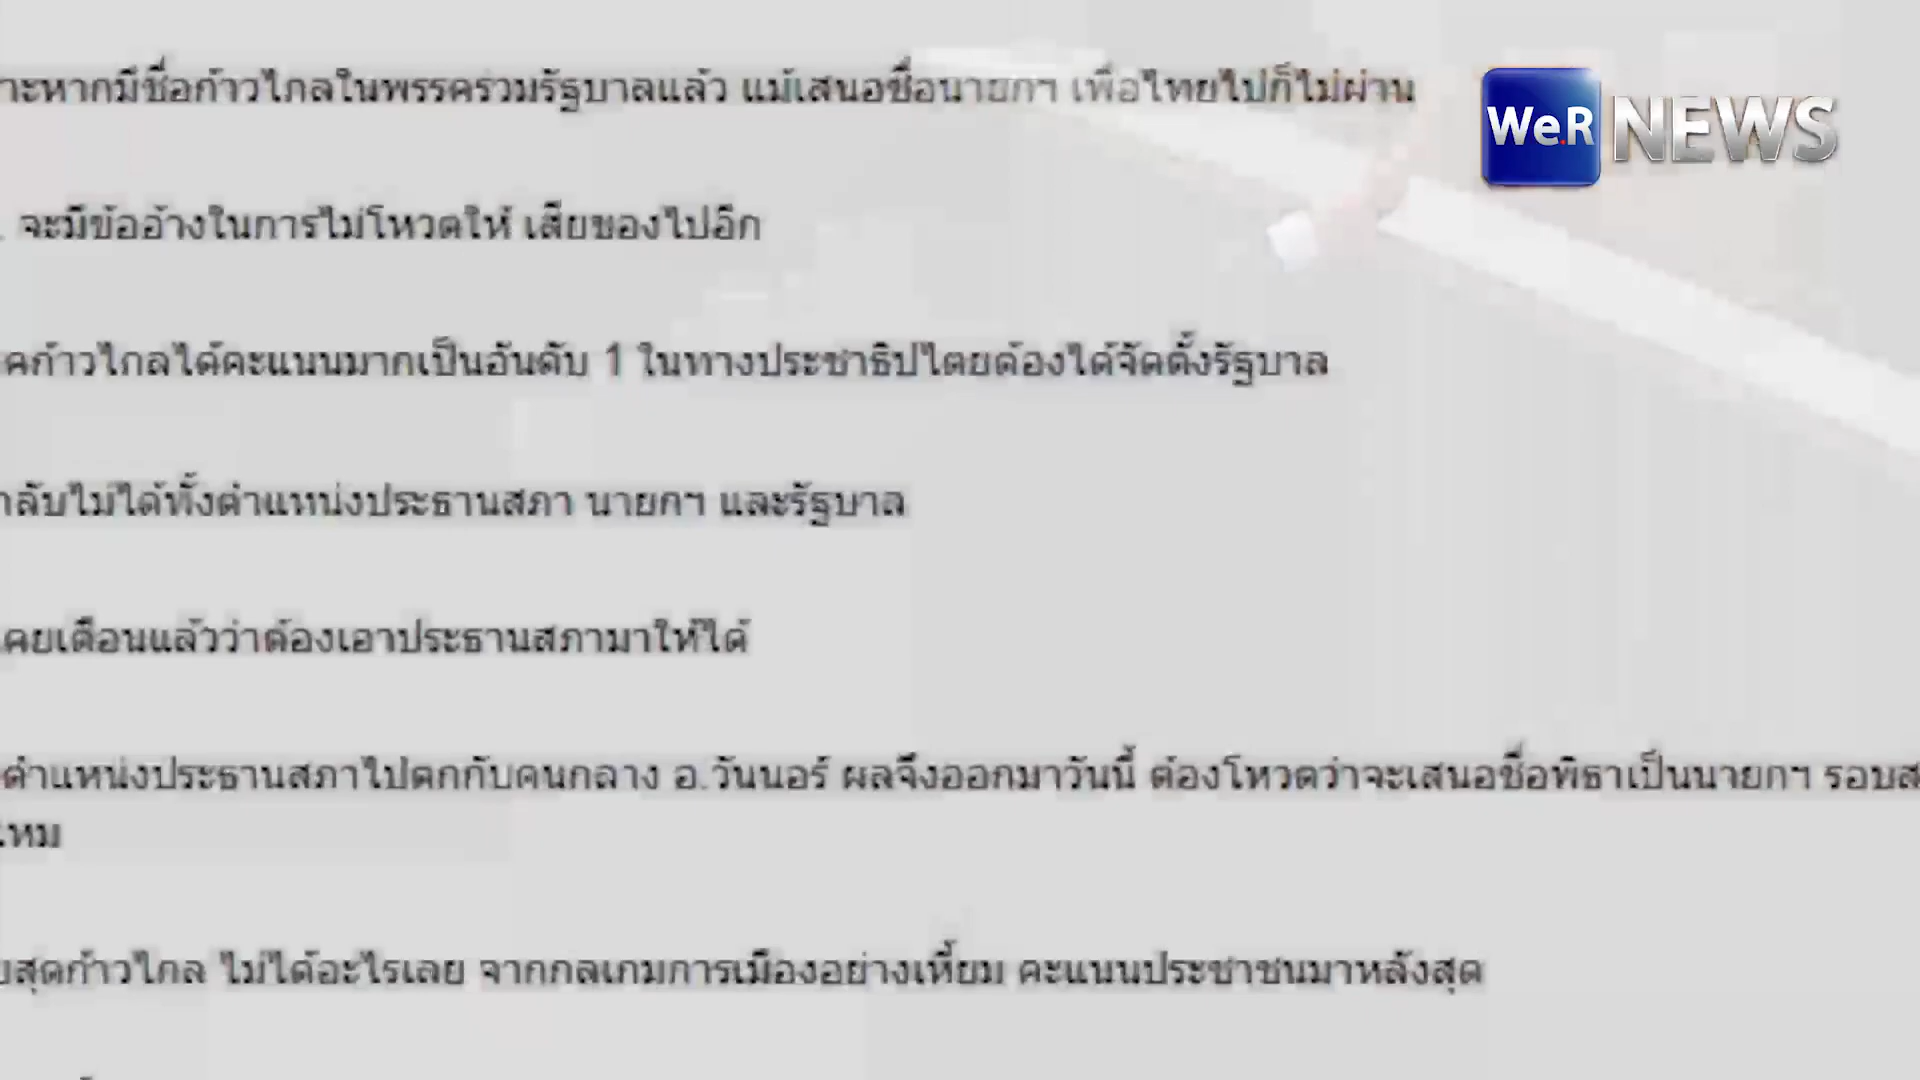 าะหากมีชื่อก้าวไกลในพรรคร่วมรัฐบาลแล้ว แม้เสนอชื่อนายกฯ เพื่อไทยไปก็ไม่ผ่าน
We.R NEWS
. จะมีข้ออ้างในการไม่โหวตให้ เสียของไปอีก
คก้าวไกลได้คะแนนมากเป็นอันดับ 1 ในทางประชาธิปไตยต้องได้จัดตั้งรัฐบาล
กลับไม่ได้ทั้งตำแหน่งประธานสภา นายกฯ และรัฐบาล
เคยเตือนแล้วว่าต้องเอาประธานสภามาให้ได้
ตำแหน่งประธานสภาไปตกกับคนกลาง อ.วันนอร์ ผลจึงออกมาวันนี้ ต้องโหวตว่าจะเสนอชื่อพิธาเป็นนายกฯ รอบส
ไหม
ยสุดก้าวไกล ไม่ได้อะไรเลย จากกลเกมการเมืองอย่างเหี้ยม คะแนนประชาชนมาหลังสุด